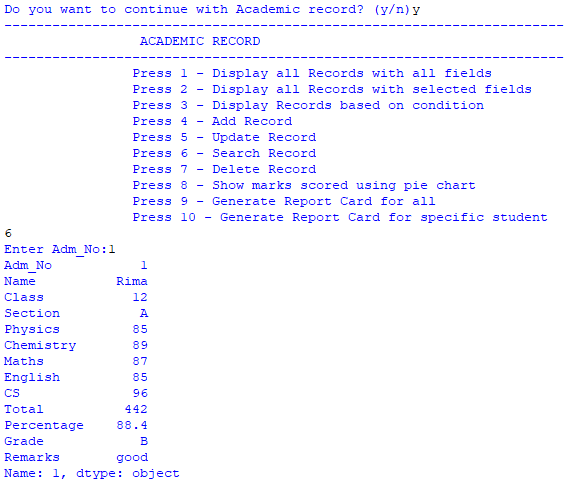 Do you want to continue with Academic record? (y/n)y
----------------------------------------------------------------------
ACADEMIC RECORD
----------------------------------------------------------------------
Press 1 - Display all Records with all fields
Press 2 - Display all Records with selected fields
Press 3 - Display Records based on condition
Press 4 - Add Record
Press 5 - Update Record
Press 6 - Search Record
Press 7 - Delete Record
Press 8 - Show marks scored using pie chart
Press 9 - Generate Report Card for all
Press 10 - Generate Report Card for specific student
6
Enter Adm_No:1
Adm_No 1
Name Rima
Class 12
Section A
Physics 85
Chemistry 89
Maths 87
English 85
CS 96
Total 442
Percentage 88.4
Grade B
Remarks good
Name: 1, dtype: object